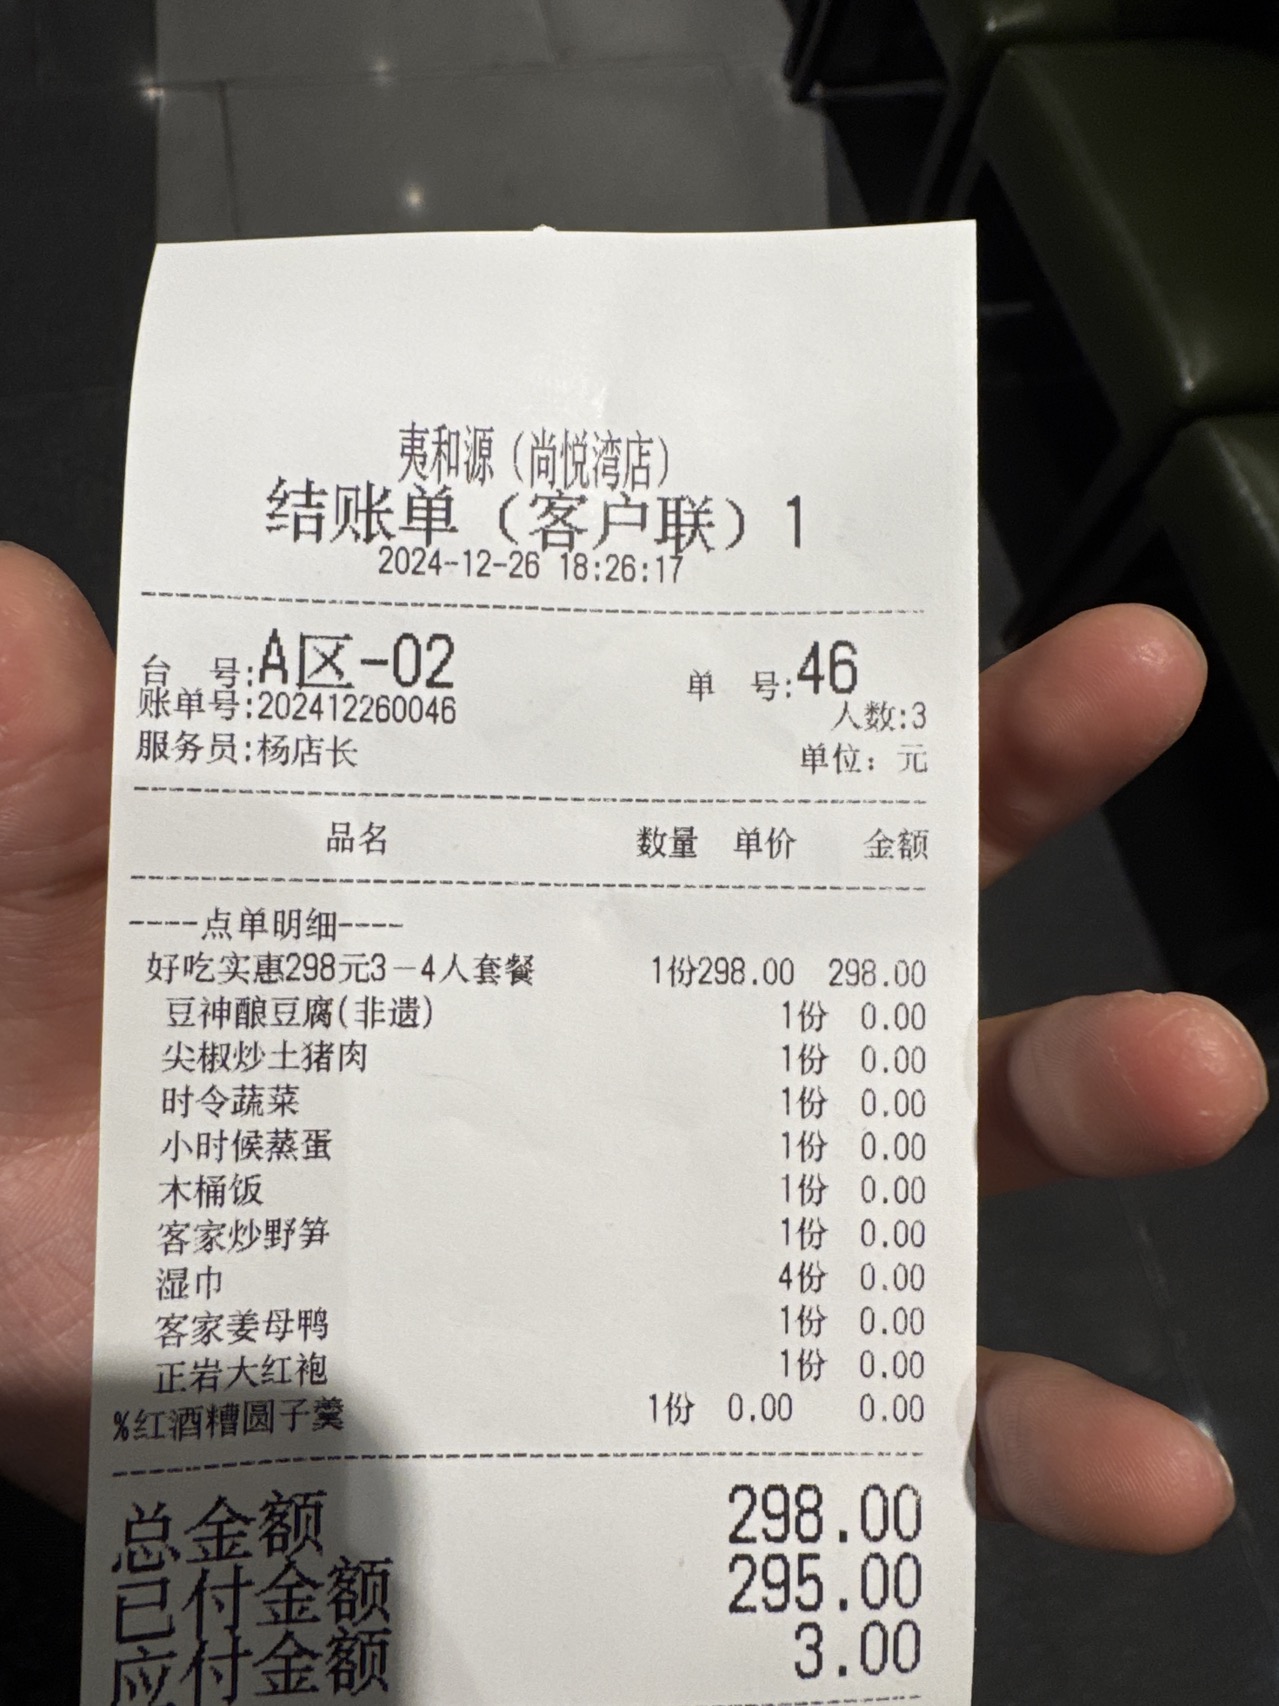 夷和源（尚悦湾店）
结账单（客户联）1
2024-12-26 18:26:17
台 号:A区-02 单 号:46
账单号:202412260046 人数:3
服务员:杨店长 单位：元
品名 数量 单价 金额
----点单明细----
好吃实惠298元3－4人套餐 1份298.00 298.00
豆神酿豆腐(非遗) 1份 0.00
尖椒炒土猪肉 1份 0.00
时令蔬菜 1份 0.00
小时候蒸蛋 1份 0.00
木桶饭 1份 0.00
客家炒野笋 1份 0.00
湿巾 4份 0.00
客家姜母鸭 1份 0.00
正岩大红袍 1份 0.00
%红酒糟圆子羹 1份 0.00 0.00
总金额 298.00
已付金额 295.00
应付金额 3.00